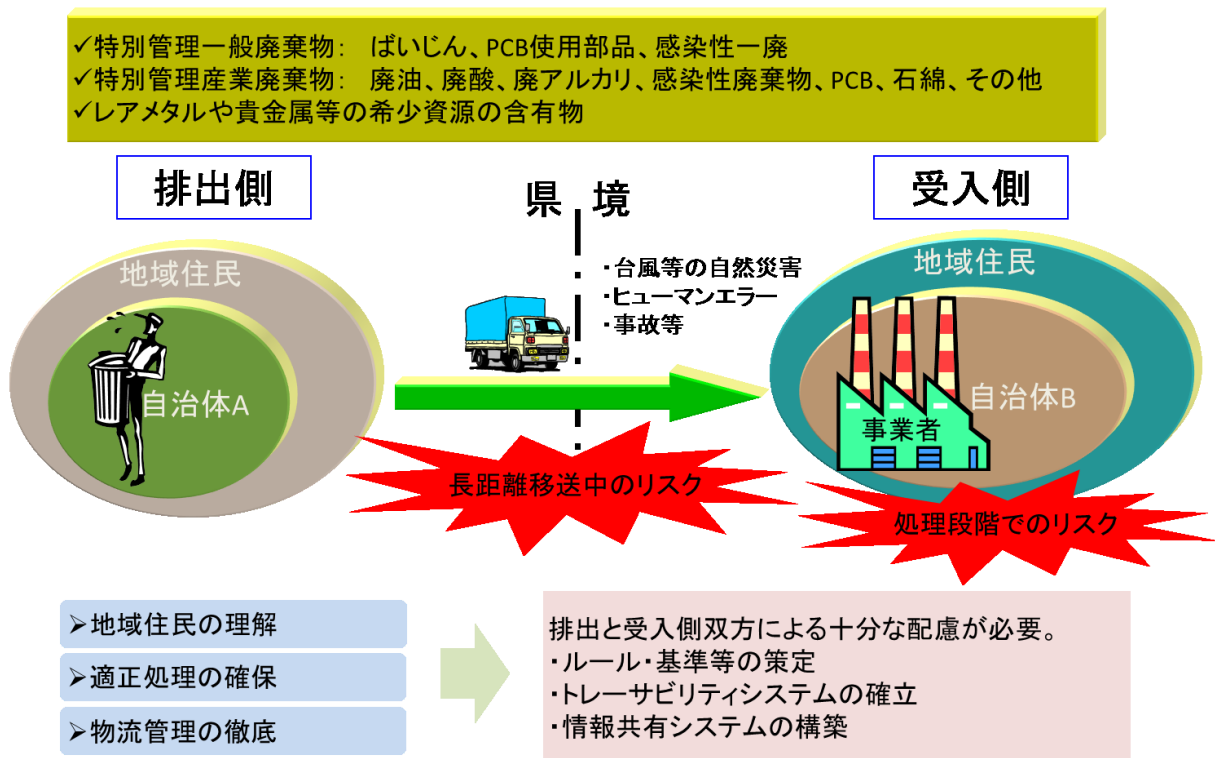 ✓特別管理一般廃棄物： ばいじん、PCB使用部品、感染性一廃
✓特別管理産業廃棄物： 廃油、廃酸、廃アルカリ、感染性廃棄物、PCB、石綿、その他
✓レアメタルや貴金属等の希少資源の含有物
排出側
県境
受入側
地域住民
自治体A
・台風等の自然災害
・ヒューマンエラー
・事故等
地域住民
自治体B
事業者
長距離移送中のリスク
処理段階でのリスク
➢地域住民の理解
➢適正処理の確保
➢物流管理の徹底
排出と受入側双方による十分な配慮が必要。
・ルール・基準等の策定
・トレーサビリティシステムの確立
・情報共有システムの構築